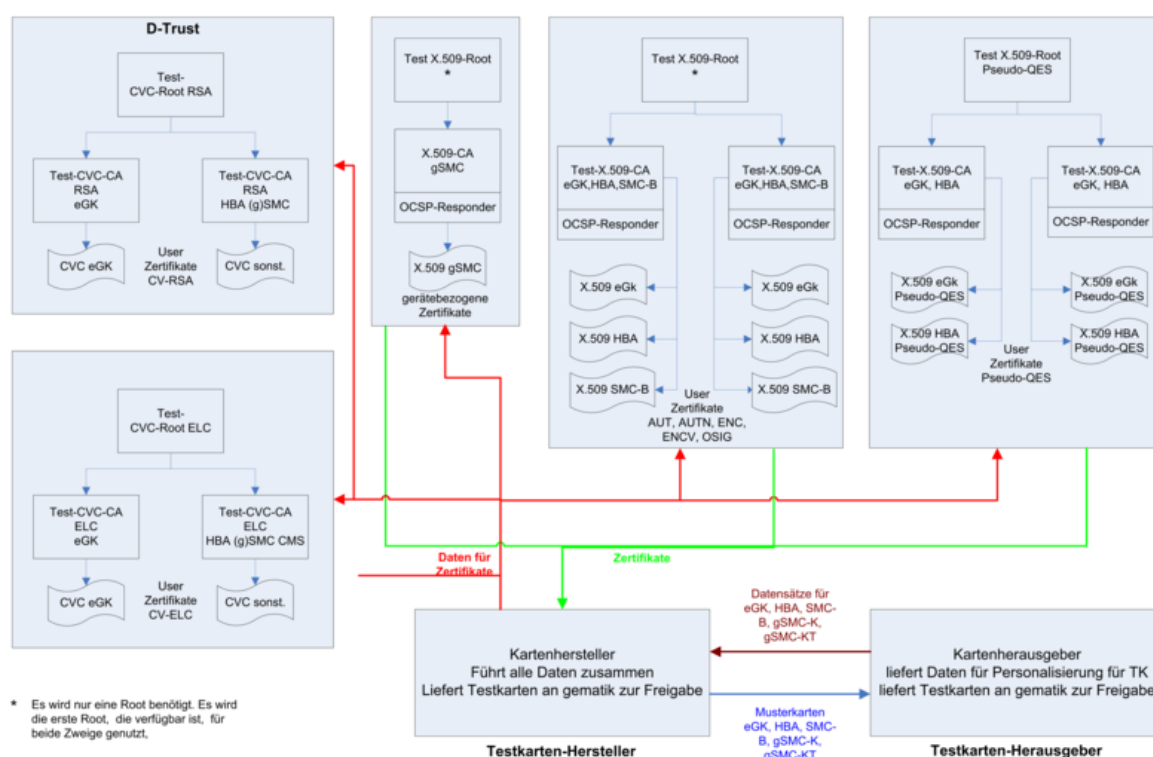 D-Trust
Test-
CVC-Root RSA
Test-CVC-CA
RSA
eGK
Test-CVC-CA
RSA
HBA (g)SMC
CVC eGK
User
Zertifikate
CV-RSA
CVC sonst.
Test-
CVC-Root ELC
Test-CVC-CA
ELC
eGK
Test-CVC-CA
ELC
HBA (g)SMC CMS
CVC eGK
User
Zertifikate
CV-ELC
CVC sonst.
Test X.509-Root
*
X.509-CA
gSMC
OCSP-Responder
X.509 gSMC
gerätebezogene
Zertifikate
Test X.509-Root
*
Test-X.509-CA
eGK,HBA,SMC-B
OCSP-Responder
Test-X.509-CA
eGK,HBA,SMC-B
OCSP-Responder
X.509 eGk
X.509 eGk
X.509 HBA
X.509 HBA
X.509 SMC-B
X.509 SMC-B
User
Zertifikate
AUT, AUTN, ENC,
ENCV, OSIG
Test X.509-Root
Pseudo-QES
Test-X.509-CA
eGK, HBA
OCSP-Responder
Test-X.509-CA
eGK, HBA
OCSP-Responder
X.509 eGk
Pseudo-QES
X.509 eGk
Pseudo-QES
X.509 HBA
Pseudo-QES
X.509 HBA
Pseudo-QES
User
Zertifikate
Pseudo-QES
Daten für
Zertifikate
Zertifikate
Kartenhersteller
Führt alle Daten zusammen
Liefert Testkarten an gematik zur Freigabe
Testkarten-Hersteller
Datensätze für
eGK, HBA, SMC-
B, gSMC-K,
gSMC-KT
Musterkarten
eGK, HBA, SMC-
B, gSMC-K,
gSMC-KT
Kartenherausgeber
liefert Daten für Personalisierung für TK
liefert Testkarten an gematik zur Freigabe
Testkarten-Herausgeber
* Es wird nur eine Root benötigt. Es wird
die erste Root, die verfügbar ist, für
beide Zweige genutzt,